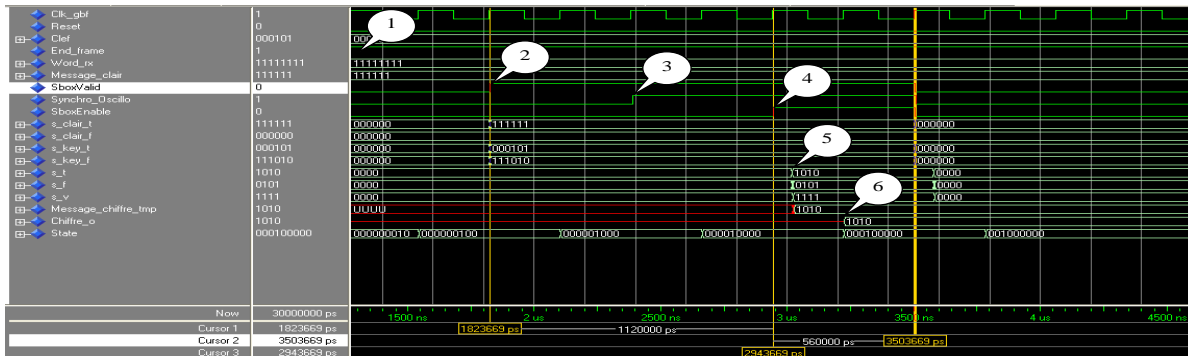 Clk_gbf 1
Reset 0
Clef 000101 000
End_frame 1
Word_rx 11111111 11111111
Message_clair 111111 111111
SboxValid 0
Synchro_Oscillo 1
SboxEnable 0
s_clair_t 111111 000000 111111 000000
s_clair_f 000000 000000
s_key_t 000101 000000 000101 000000
s_key_f 111010 000000 111010 000000
s_t 1010 0000 1010 0000
s_f 0101 0000 0101 0000
s_v 1111 0000 1111 0000
Message_chiffre_tmp 1010 UUUU 1010
Chiffre_o 1010 1010
State 000100000 000000010 000000100 000001000 000010000 000100000 001000000
1
2
3
4
5
6
Now 30000000 ps 1500 ns 2 us 2500 ns 3 us 3500 ns 4 us 4500 ns
Cursor 1 1823669 ps 1823669 ps 1120000 ps
Cursor 2 3503669 ps 560000 ps 3503669 ps
Cursor 3 2943669 ps 2943669 ps